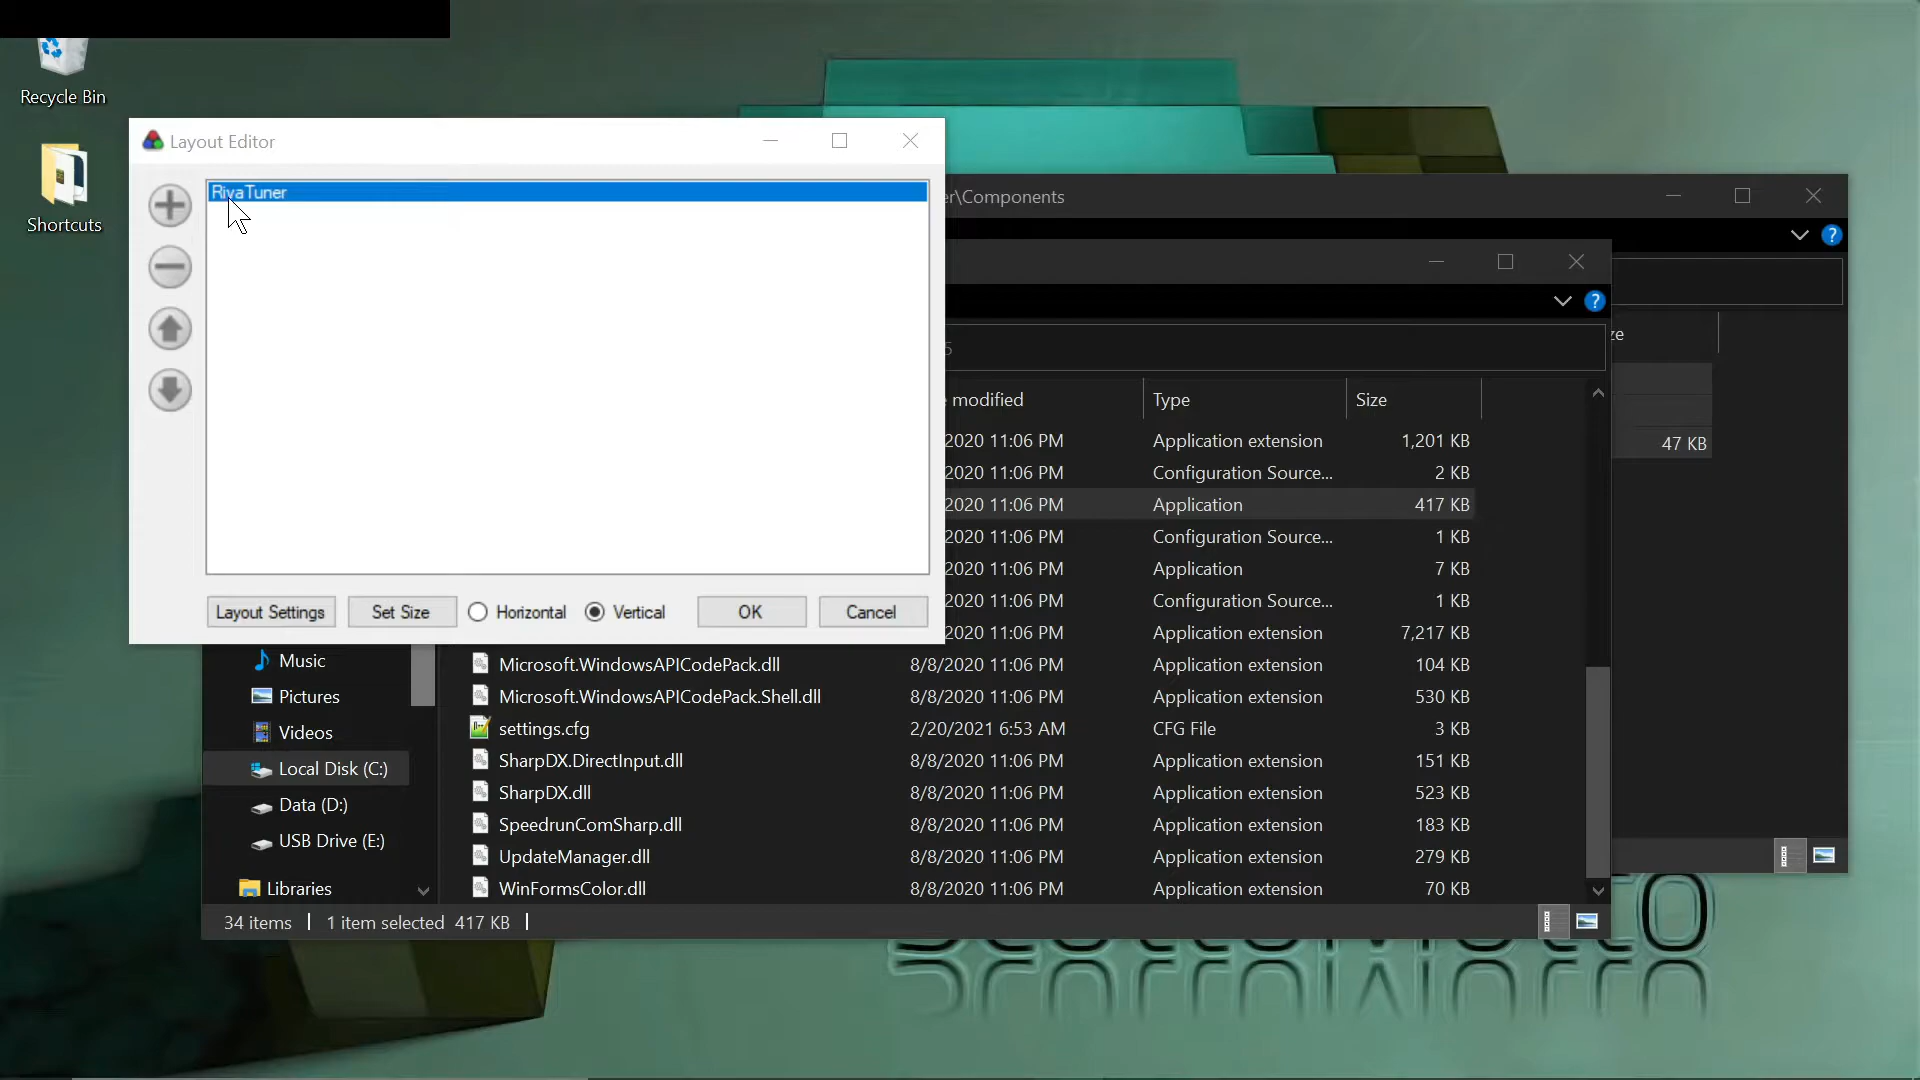 Recycle Bin
Shortcuts
Layout Editor
RivaTuner
Layout Settings
Set Size
Horizontal
Vertical
OK
Cancel
er\Components
ze
47 KB
modified
Type
Size
2020 11:06 PM
Application extension
1,201 KB
2020 11:06 PM
Configuration Source...
2 KB
2020 11:06 PM
Application
417 KB
2020 11:06 PM
Configuration Source...
1 KB
2020 11:06 PM
Application
7 KB
2020 11:06 PM
Configuration Source...
1 KB
2020 11:06 PM
Application extension
7,217 KB
Microsoft.WindowsAPICodePack.dll
8/8/2020 11:06 PM
Application extension
104 KB
Microsoft.WindowsAPICodePack.Shell.dll
8/8/2020 11:06 PM
Application extension
530 KB
settings.cfg
2/20/2021 6:53 AM
CFG File
3 KB
SharpDX.DirectInput.dll
8/8/2020 11:06 PM
Application extension
151 KB
SharpDX.dll
8/8/2020 11:06 PM
Application extension
523 KB
SpeedrunComSharp.dll
8/8/2020 11:06 PM
Application extension
183 KB
UpdateManager.dll
8/8/2020 11:06 PM
Application extension
279 KB
WinFormsColor.dll
8/8/2020 11:06 PM
Application extension
70 KB
Music
Pictures
Videos
Local Disk (C:)
Data (D:)
USB Drive (E:)
Libraries
34 items
1 item selected 417 KB